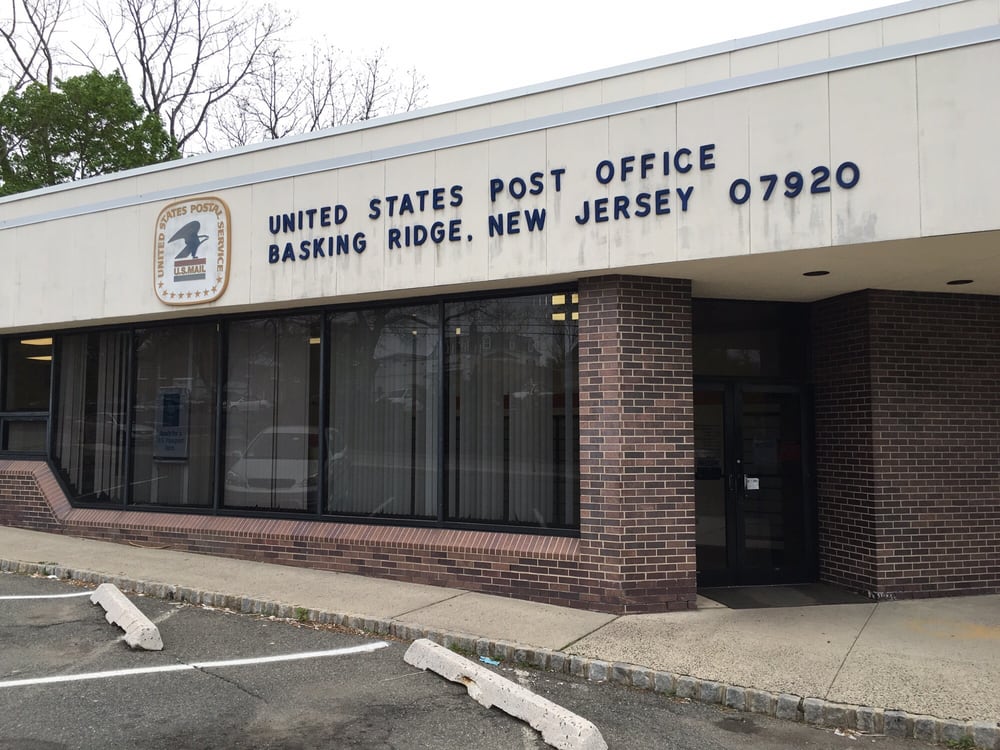 UNITED STATES POSTAL SERVICE
U.S.MAIL
UNITED STATES POST OFFICE
BASKING RIDGE, NEW JERSEY 07920